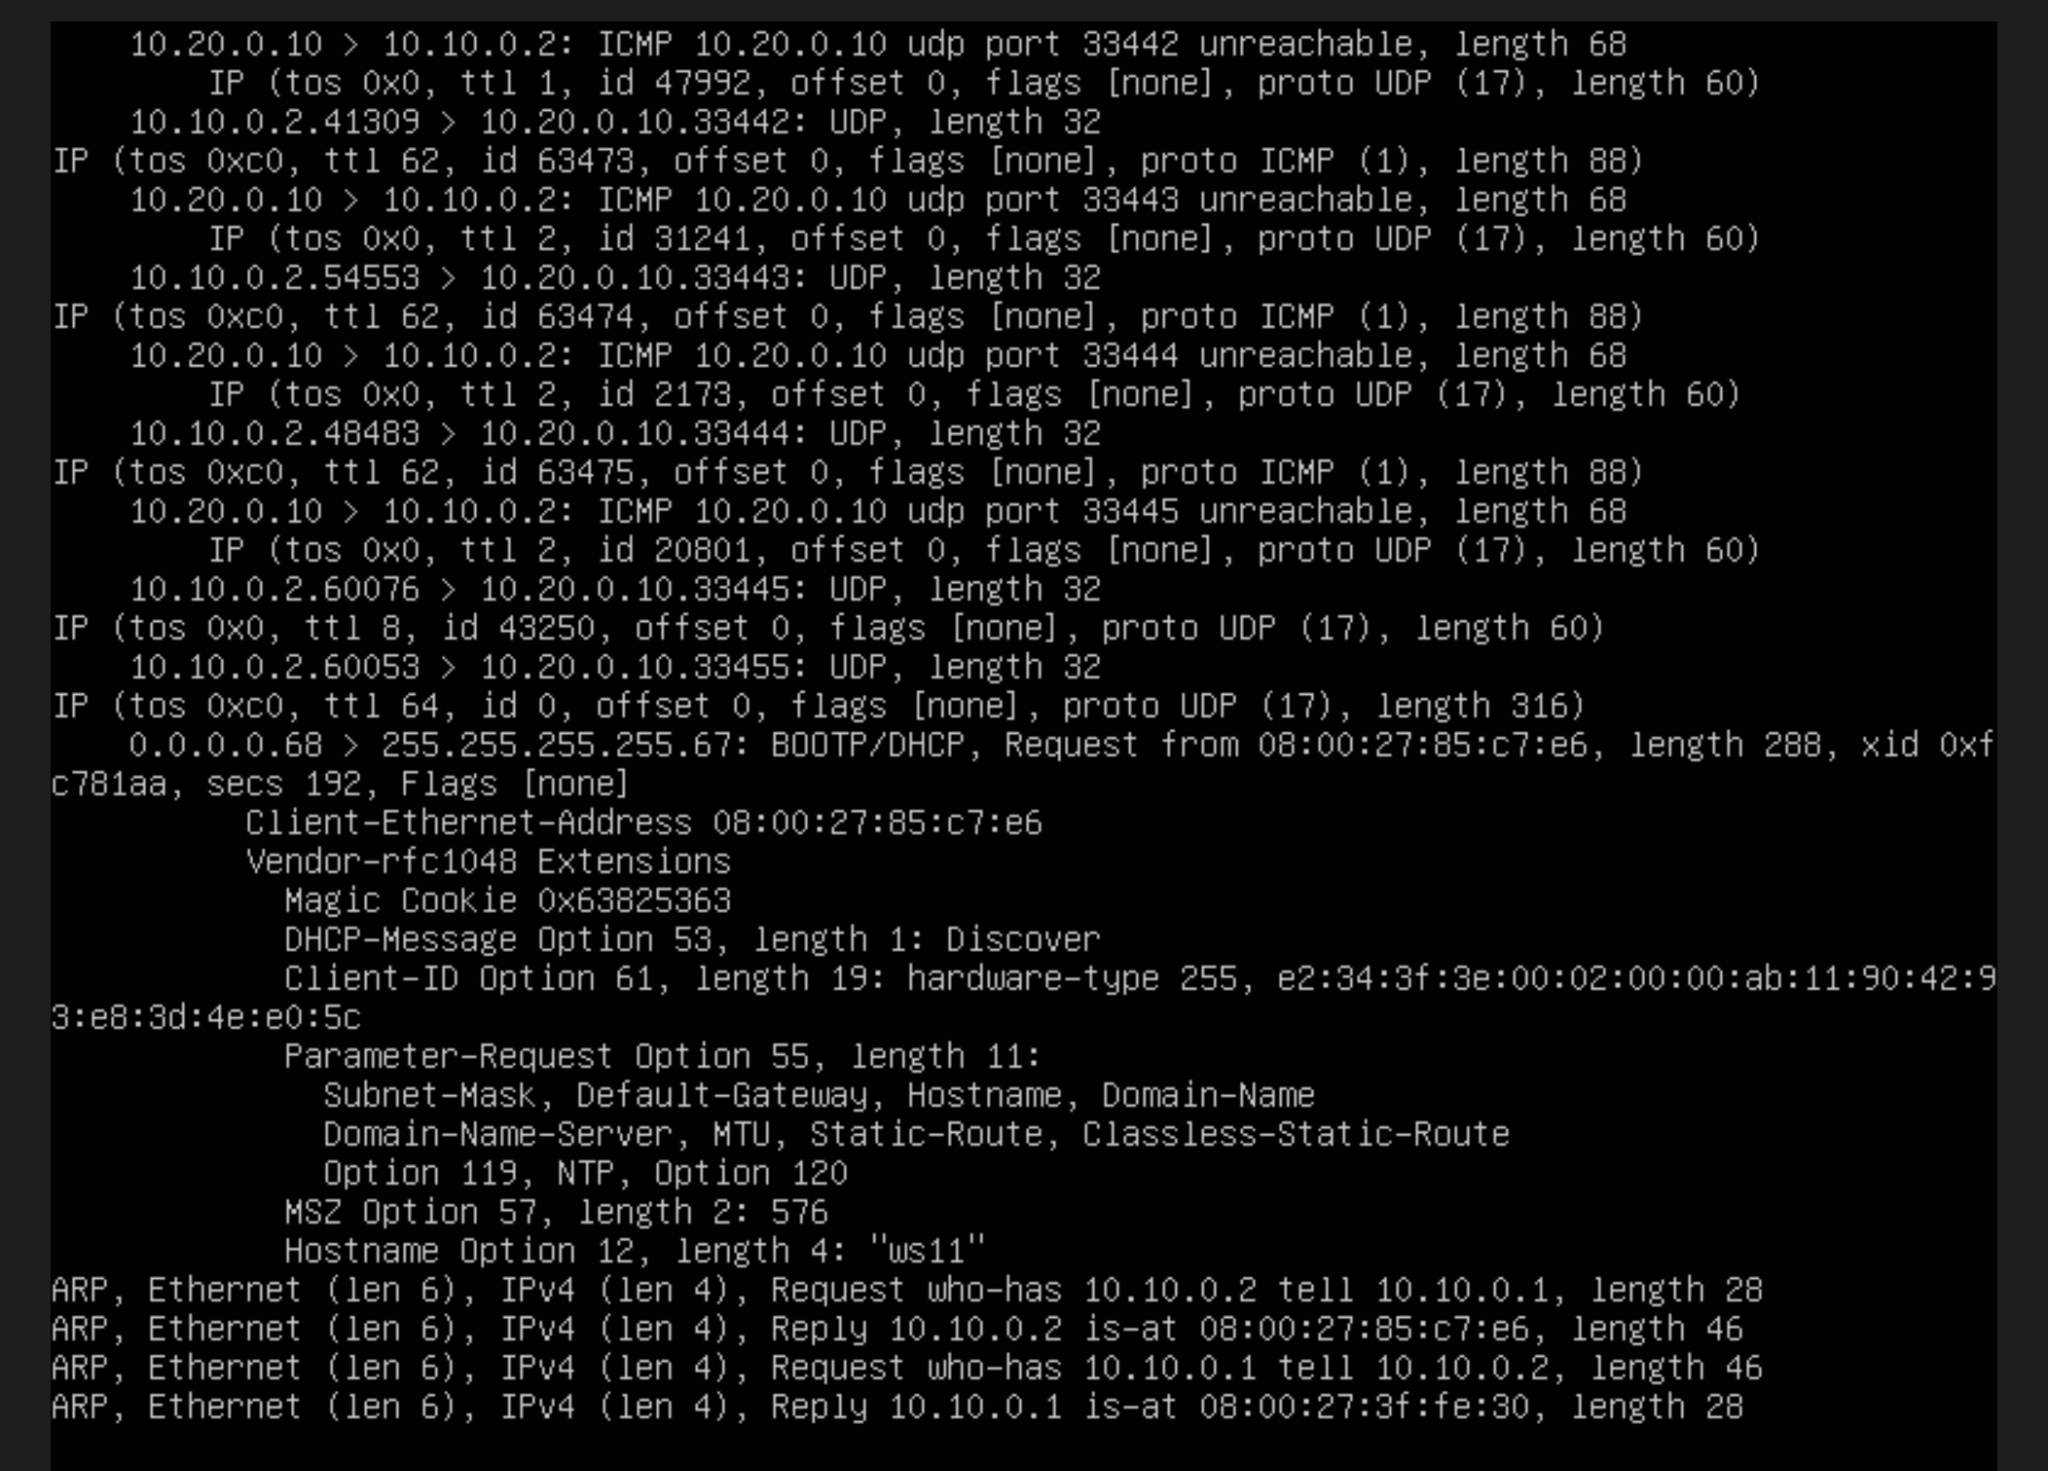 10.20.0.10 > 10.10.0.2: ICMP 10.20.0.10 udp port 33442 unreachable, length 68
IP (tos 0x0, ttl 1, id 47992, offset 0, flags [none], proto UDP (17), length 60)
10.10.0.2.41309 > 10.20.0.10.33442: UDP, length 32
IP (tos 0xc0, ttl 62, id 63473, offset 0, flags [none], proto ICMP (1), length 88)
10.20.0.10 > 10.10.0.2: ICMP 10.20.0.10 udp port 33443 unreachable, length 68
IP (tos 0x0, ttl 2, id 31241, offset 0, flags [none], proto UDP (17), length 60)
10.10.0.2.54553 > 10.20.0.10.33443: UDP, length 32
IP (tos 0xc0, ttl 62, id 63474, offset 0, flags [none], proto ICMP (1), length 88)
10.20.0.10 > 10.10.0.2: ICMP 10.20.0.10 udp port 33444 unreachable, length 68
IP (tos 0x0, ttl 2, id 2173, offset 0, flags [none], proto UDP (17), length 60)
10.10.0.2.48483 > 10.20.0.10.33444: UDP, length 32
IP (tos 0xc0, ttl 62, id 63475, offset 0, flags [none], proto ICMP (1), length 88)
10.20.0.10 > 10.10.0.2: ICMP 10.20.0.10 udp port 33445 unreachable, length 68
IP (tos 0x0, ttl 2, id 20801, offset 0, flags [none], proto UDP (17), length 60)
10.10.0.2.60076 > 10.20.0.10.33445: UDP, length 32
IP (tos 0x0, ttl 8, id 43250, offset 0, flags [none], proto UDP (17), length 60)
10.10.0.2.60053 > 10.20.0.10.33455: UDP, length 32
IP (tos 0xc0, ttl 64, id 0, offset 0, flags [none], proto UDP (17), length 316)
0.0.0.0.68 > 255.255.255.255.67: BOOTP/DHCP, Request from 08:00:27:85:c7:e6, length 288, xid 0xf
c781aa, secs 192, Flags [none]
Client-Ethernet-Address 08:00:27:85:c7:e6
Vendor-rfc1048 Extensions
Magic Cookie 0x63825363
DHCP-Message Option 53, length 1: Discover
Client-ID Option 61, length 19: hardware-type 255, e2:34:3f:3e:00:02:00:00:ab:11:90:42:9
3:e8:3d:4e:e0:5c
Parameter-Request Option 55, length 11:
Subnet-Mask, Default-Gateway, Hostname, Domain-Name
Domain-Name-Server, MTU, Static-Route, Classless-Static-Route
Option 119, NTP, Option 120
MSZ Option 57, length 2: 576
Hostname Option 12, length 4: "ws11"
ARP, Ethernet (len 6), IPv4 (len 4), Request who-has 10.10.0.2 tell 10.10.0.1, length 28
ARP, Ethernet (len 6), IPv4 (len 4), Reply 10.10.0.2 is-at 08:00:27:85:c7:e6, length 46
ARP, Ethernet (len 6), IPv4 (len 4), Request who-has 10.10.0.1 tell 10.10.0.2, length 46
ARP, Ethernet (len 6), IPv4 (len 4), Reply 10.10.0.1 is-at 08:00:27:3f:fe:30, length 28